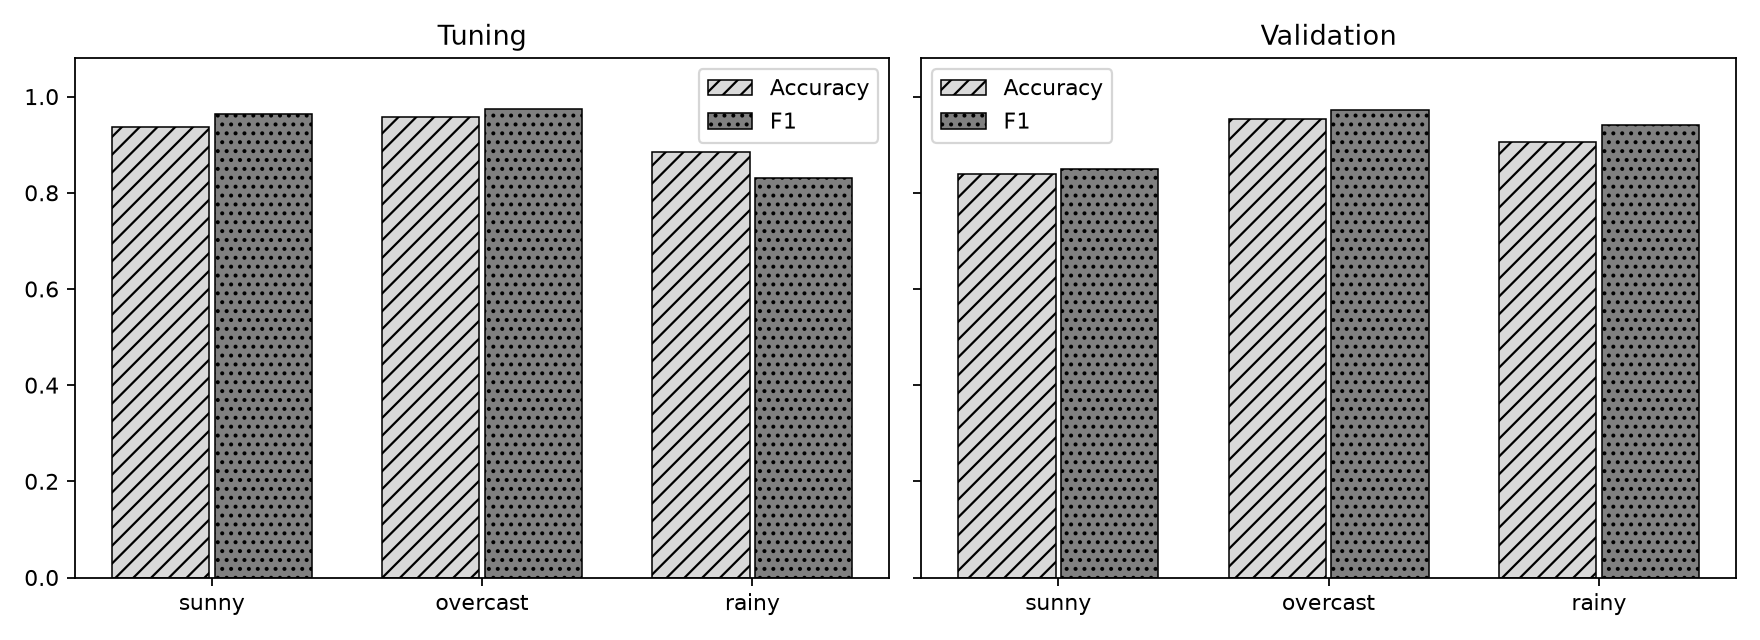 Tuning
Validation
1.0
0.8
0.6
0.4
0.2
0.0
Accuracy
F1
Accuracy
F1
sunny
overcast
rainy
sunny
overcast
rainy